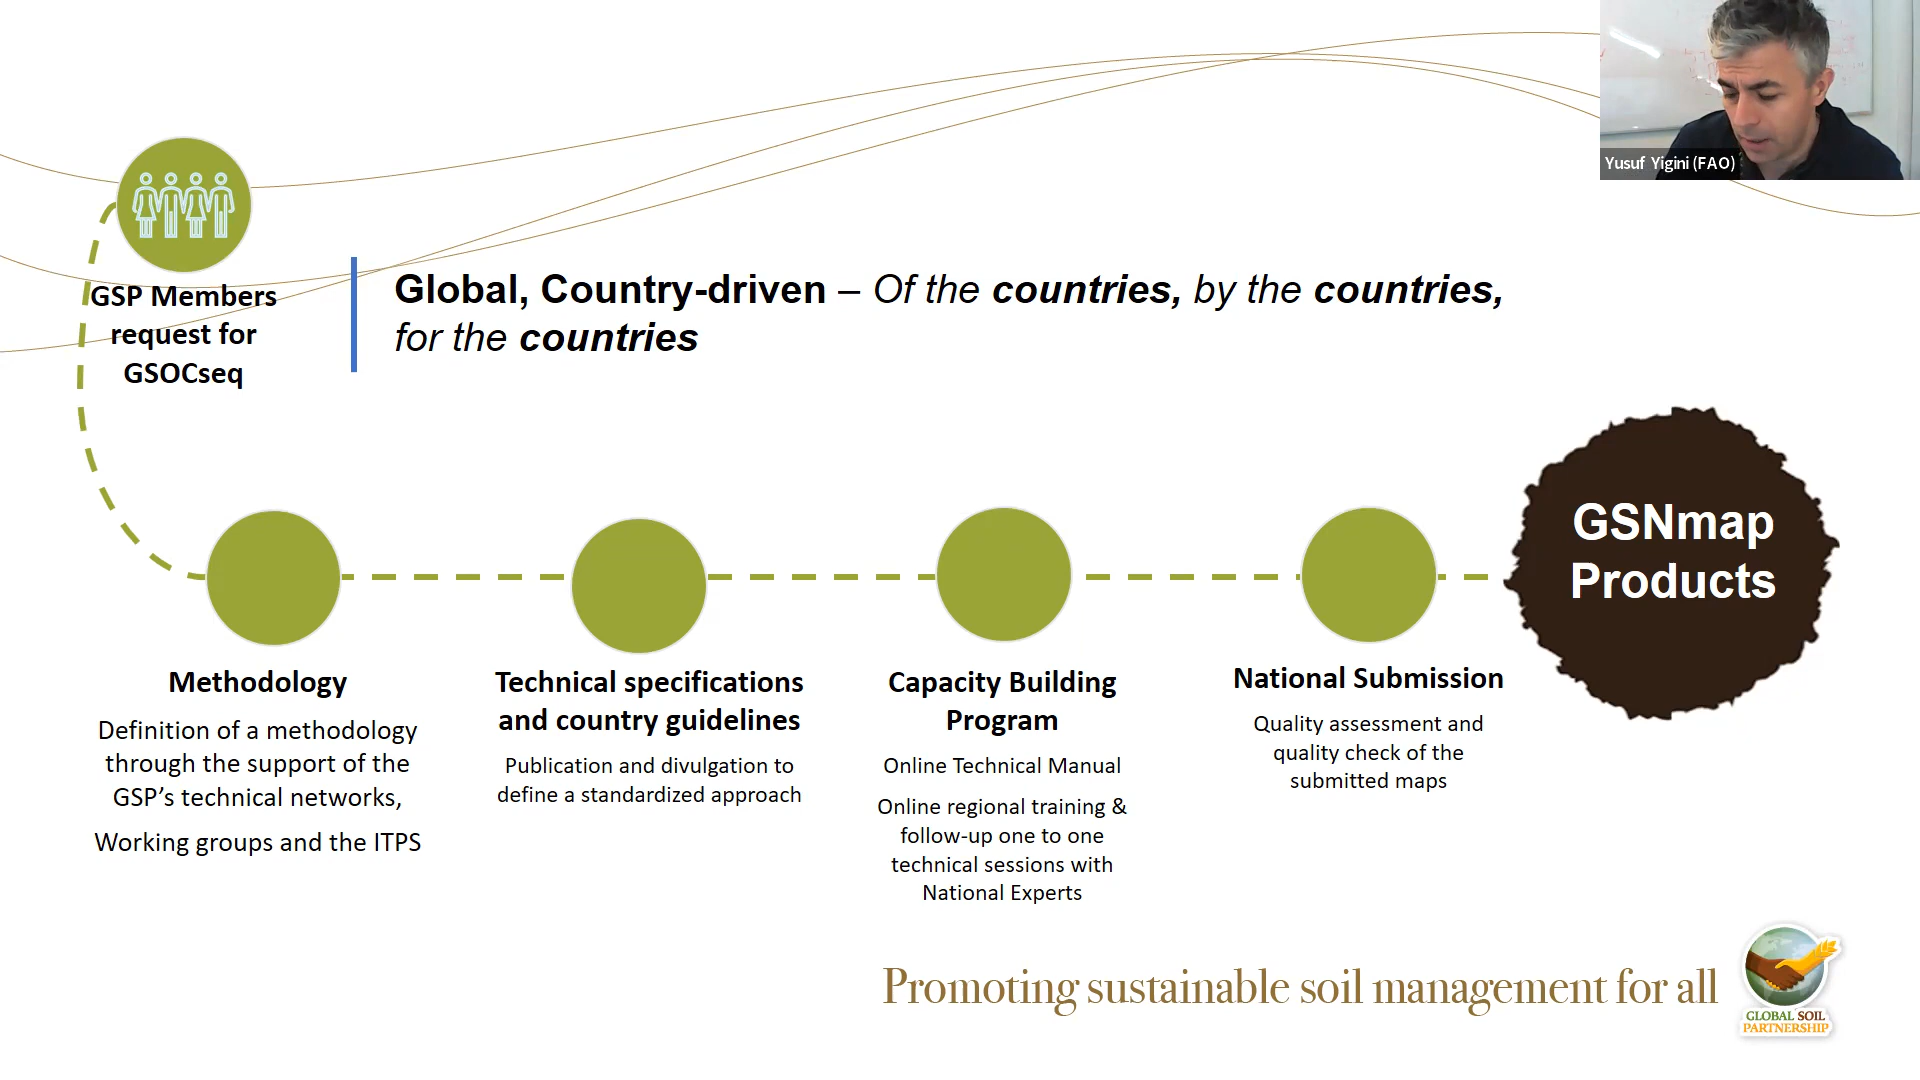 Yusuf Yigini (FAO)
GSP Members
request for
GSOCseq
Global, Country-driven – Of the countries, by the countries,
for the countries
GSNmap
Products
Methodology
Definition of a methodology
through the support of the
GSP’s technical networks,
Working groups and the ITPS
Technical specifications
and country guidelines
Publication and divulgation to
define a standardized approach
Capacity Building
Program
Online Technical Manual
Online regional training &
follow-up one to one
technical sessions with
National Experts
National Submission
Quality assessment and
quality check of the
submitted maps
Promoting sustainable soil management for all
GLOBAL SOIL
PARTNERSHIP